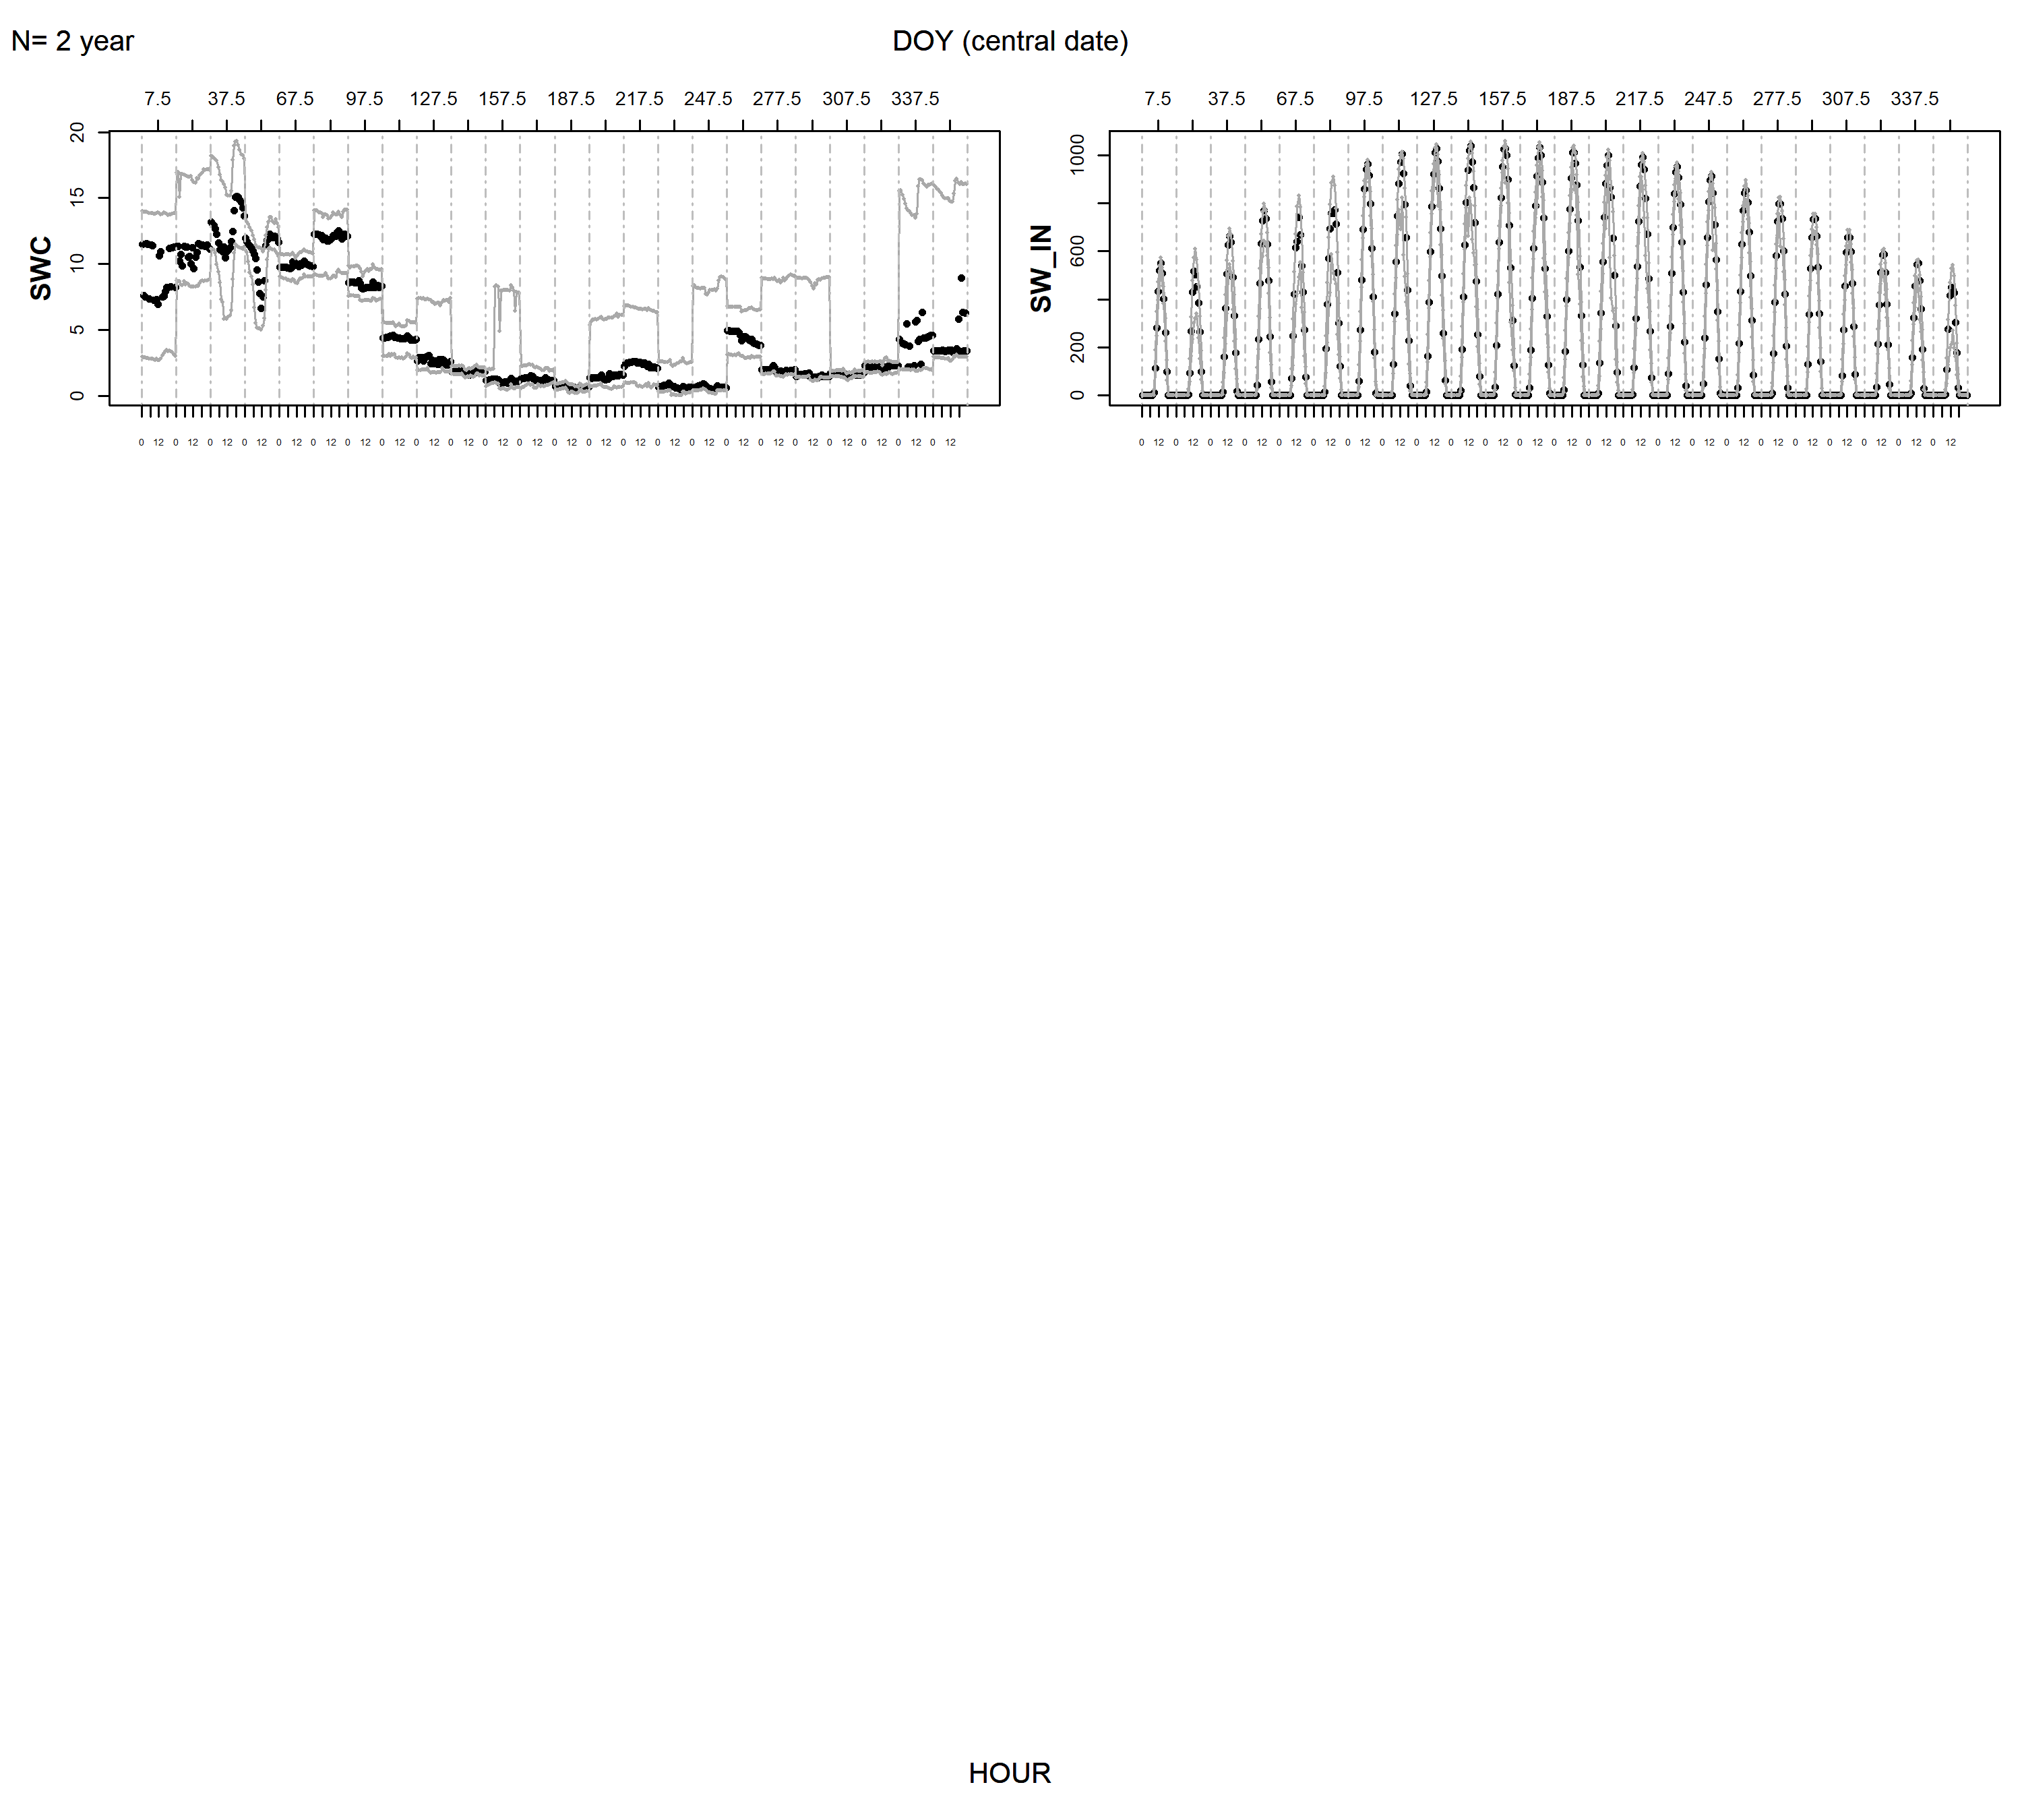 N= 2 year
DOY (central date)
7.5 37.5 67.5 97.5 127.5 157.5 187.5 217.5 247.5 277.5 307.5 337.5
SWC
20
15
10
5
0
0 12 0 12 0 12 0 12 0 12 0 12 0 12 0 12 0 12 0 12 0 12 0 12 0 12 0 12 0 12 0 12 0 12 0 12 0 12 0 12 0 12 0 12 0 12 0 12
7.5 37.5 67.5 97.5 127.5 157.5 187.5 217.5 247.5 277.5 307.5 337.5
SW_IN
1000
600
200
0
0 12 0 12 0 12 0 12 0 12 0 12 0 12 0 12 0 12 0 12 0 12 0 12 0 12 0 12 0 12 0 12 0 12 0 12 0 12 0 12 0 12 0 12 0 12 0 12
HOUR